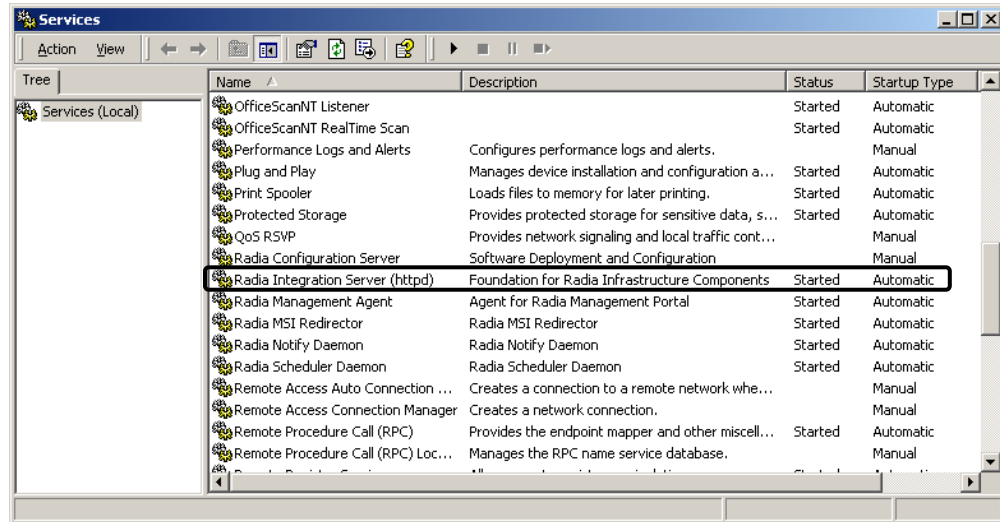 Services
Action View
Tree
Services (Local)
Name Description Status Startup Type
OfficeScanNT Listener Started Automatic
OfficeScanNT RealTime Scan Started Automatic
Performance Logs and Alerts Configures performance logs and alerts. Manual
Plug and Play Manages device installation and configuration a... Started Automatic
Print Spooler Loads files to memory for later printing. Started Automatic
Protected Storage Provides protected storage for sensitive data, s... Started Automatic
QoS RSVP Provides network signaling and local traffic cont... Manual
Radia Configuration Server Software Deployment and Configuration Manual
Radia Integration Server (httpd) Foundation for Radia Infrastructure Components Started Automatic
Radia Management Agent Agent for Radia Management Portal Started Automatic
Radia MSI Redirector Radia MSI Redirector Started Automatic
Radia Notify Daemon Radia Notify Daemon Started Automatic
Radia Scheduler Daemon Radia Scheduler Daemon Started Automatic
Remote Access Auto Connection ... Creates a connection to a remote network whe... Manual
Remote Access Connection Manager Creates a network connection. Manual
Remote Procedure Call (RPC) Provides the endpoint mapper and other miscell... Started Automatic
Remote Procedure Call (RPC) Loc... Manages the RPC name service database. Manual